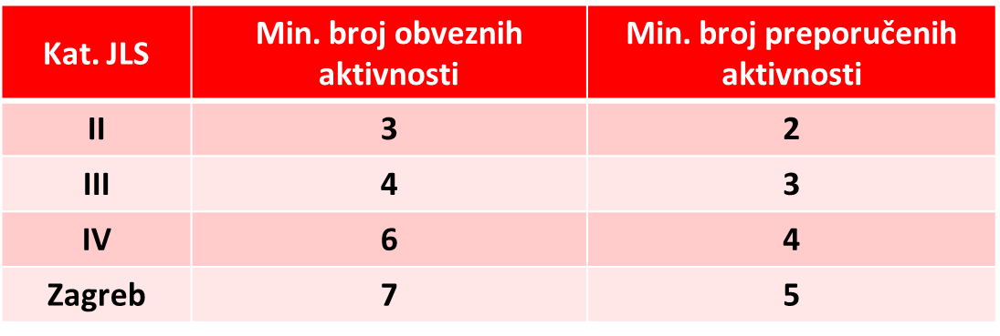 Kat. JLS Min. broj obveznih aktivnosti Min. broj preporučenih aktivnosti
II 3 2
III 4 3
IV 6 4
Zagreb 7 5